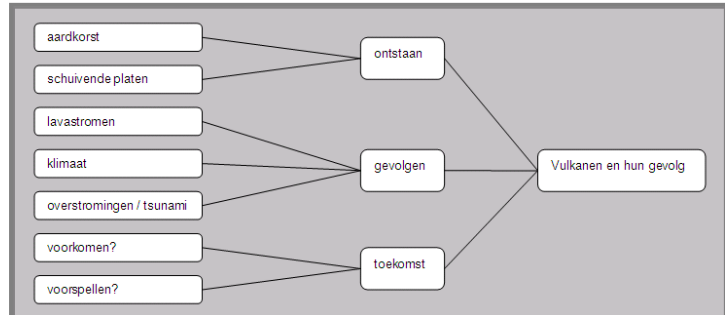 aardkorst
schuivende platen
lavastromen
klimaat
overstromingen / tsunami
voorkomen?
voorspellen?
ontstaan
gevolgen
toekomst
Vulkanen en hun gevolg